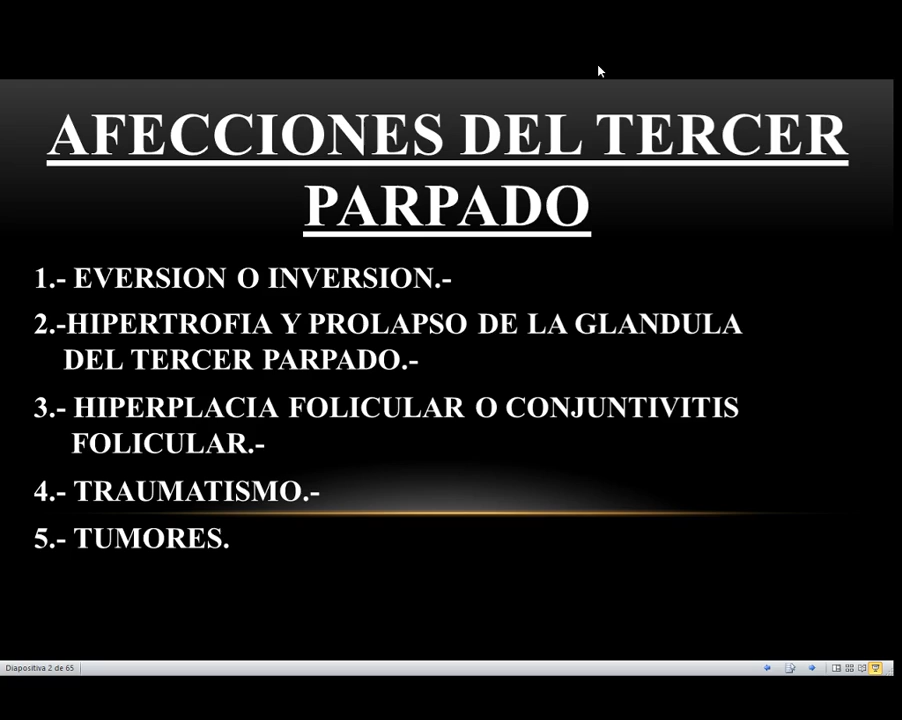 AFECCIONES DEL TERCER
PARPADO
1.- EVERSION O INVERSION.-
2.-HIPERTROFIA Y PROLAPSO DE LA GLANDULA
DEL TERCER PARPADO.-
3.- HIPERPLACIA FOLICULAR O CONJUNTIVITIS
FOLICULAR.-
4.- TRAUMATISMO.-
5.- TUMORES.
Diapositiva 2 de 65